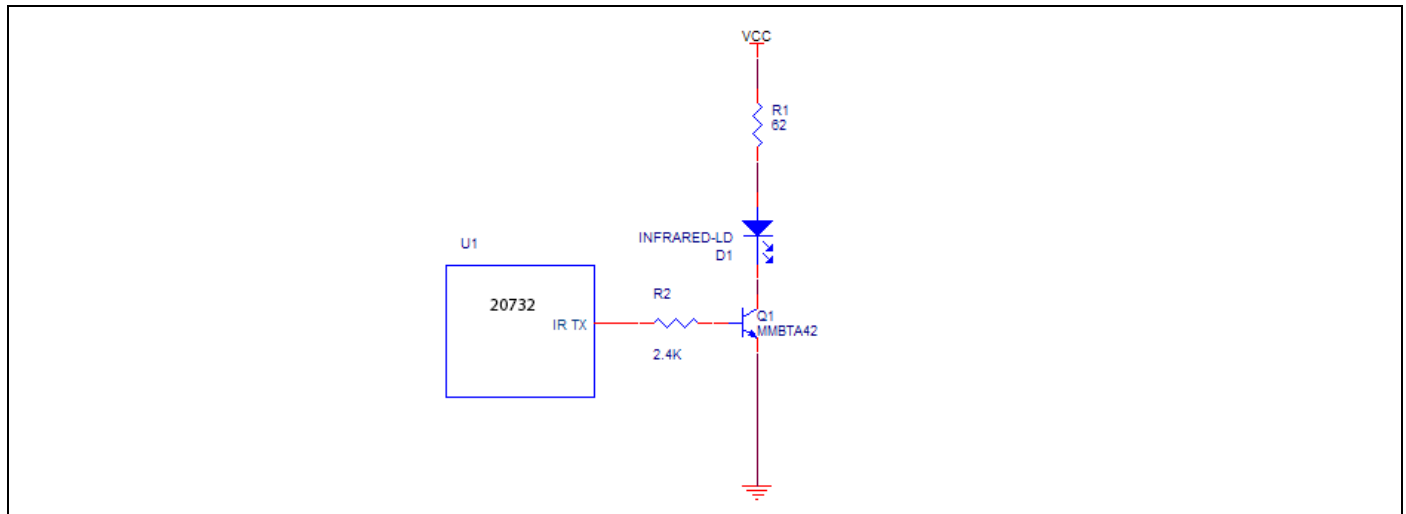 VCC
R1
62
INFRARED-LD
D1
U1
20732
IR TX
R2
2.4K
Q1
MMBTA42